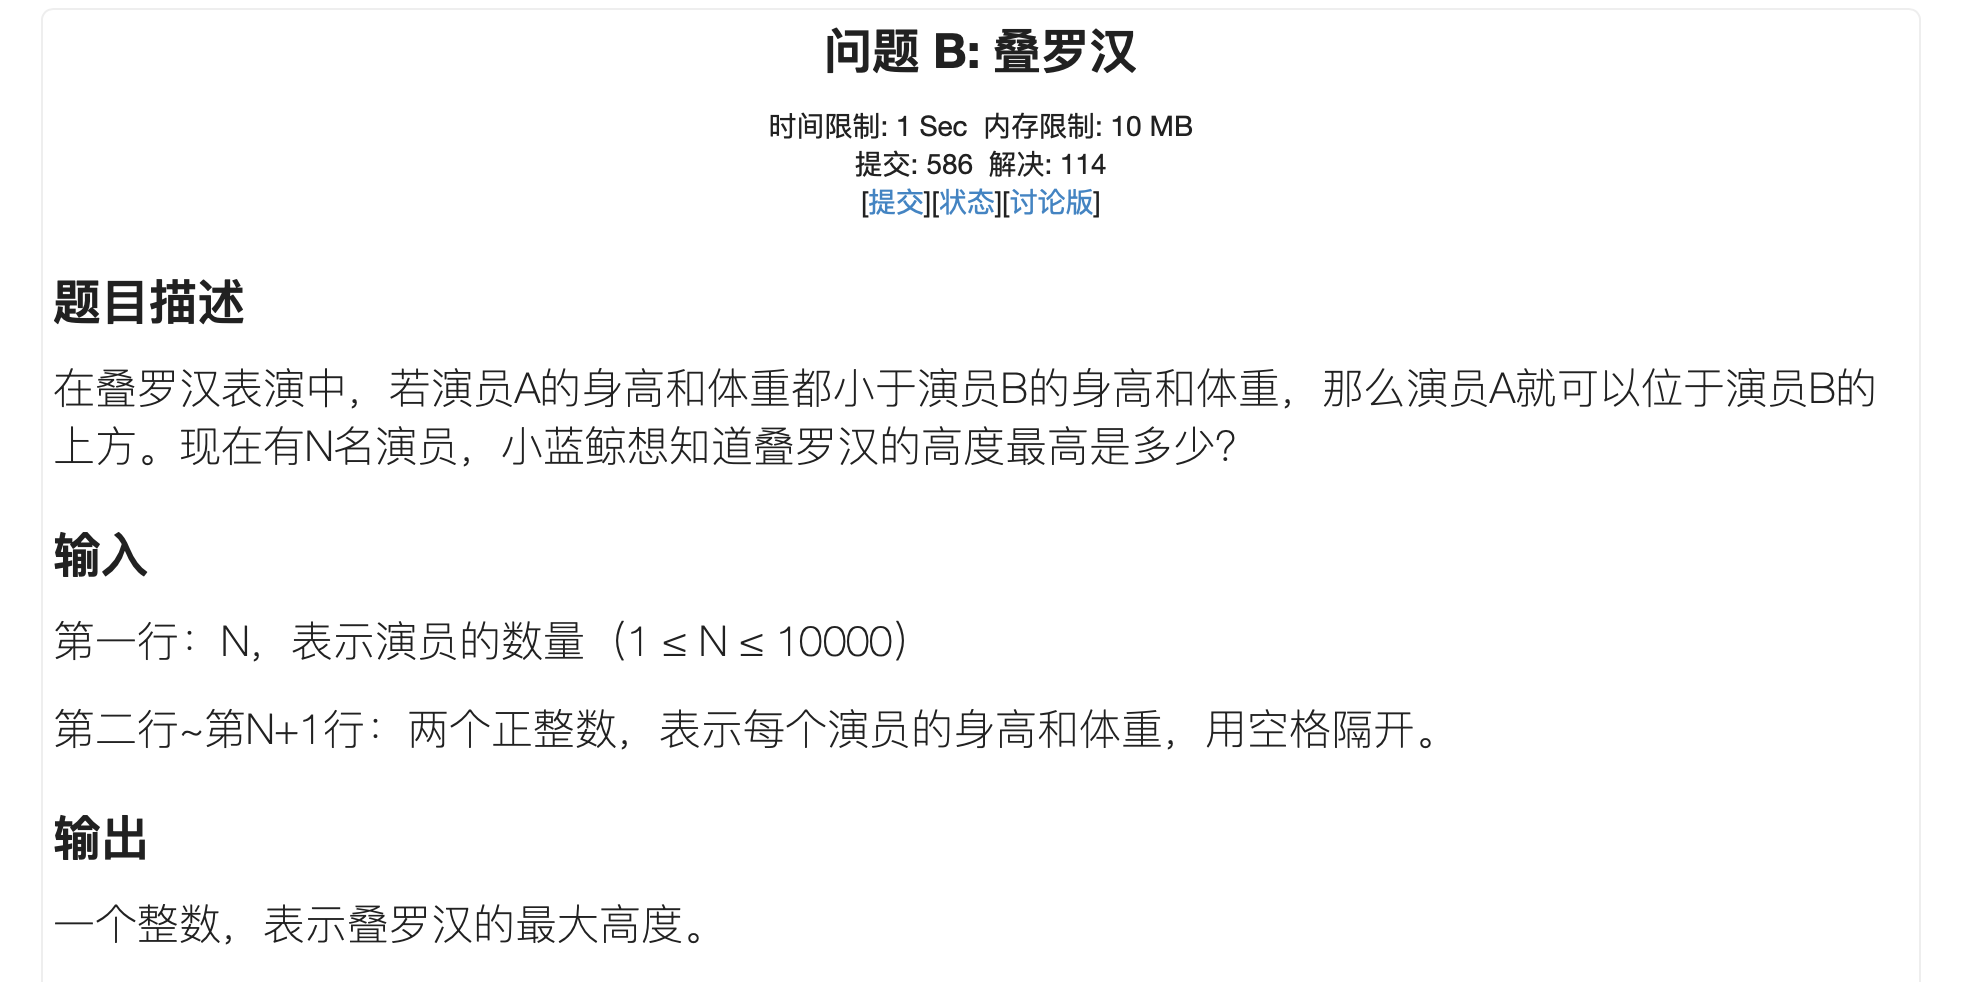 问题 B: 叠罗汉
时间限制: 1 Sec  内存限制: 10 MB
提交: 586  解决: 114
[提交][状态][讨论版]
题目描述
在叠罗汉表演中，若演员A的身高和体重都小于演员B的身高和体重，那么演员A就可以位于演员B的
上方。现在有N名演员，小蓝鲸想知道叠罗汉的高度最高是多少？
输入
第一行：N，表示演员的数量（1 ≤ N ≤ 10000）
第二行~第N+1行：两个正整数，表示每个演员的身高和体重，用空格隔开。
输出
一个整数，表示叠罗汉的最大高度。